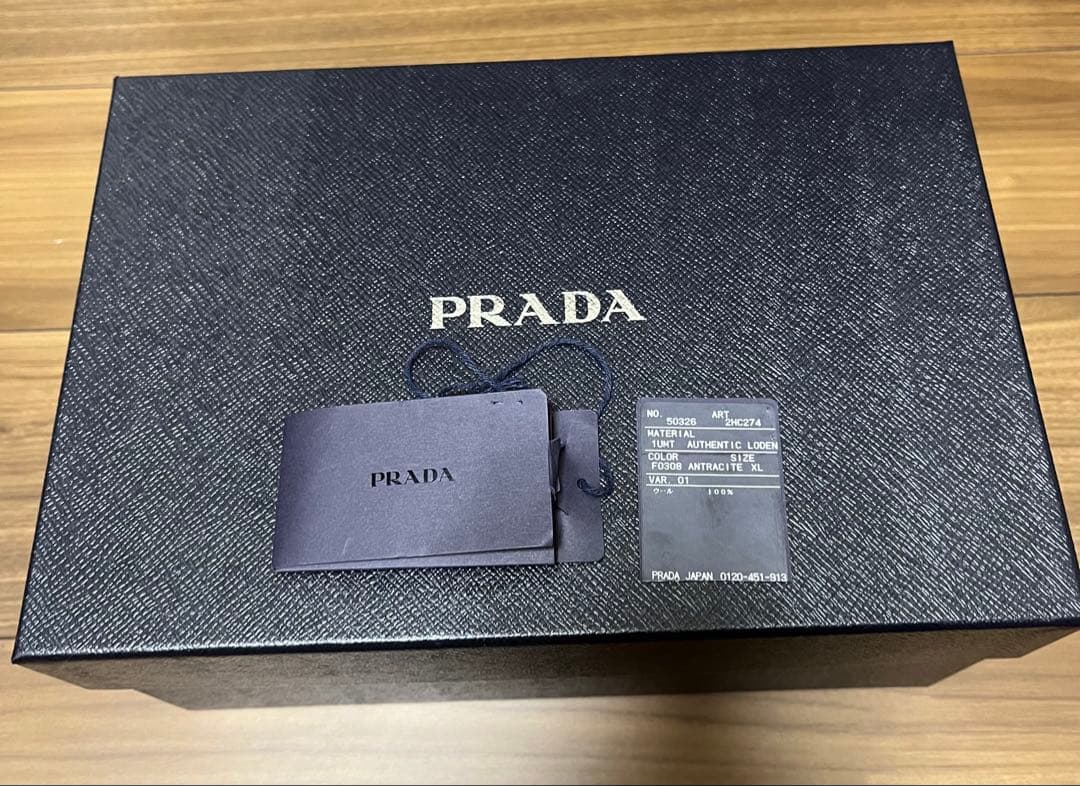 PRADA
PRADA
NO. ART
50326 2HC274
MATERIAL
1UMT AUTHENTIC LODEN
COLOR SIZE
F0308 ANTRACITE XL
VAR. 01
ウール 100%
PRADA JAPAN 0120-451-913